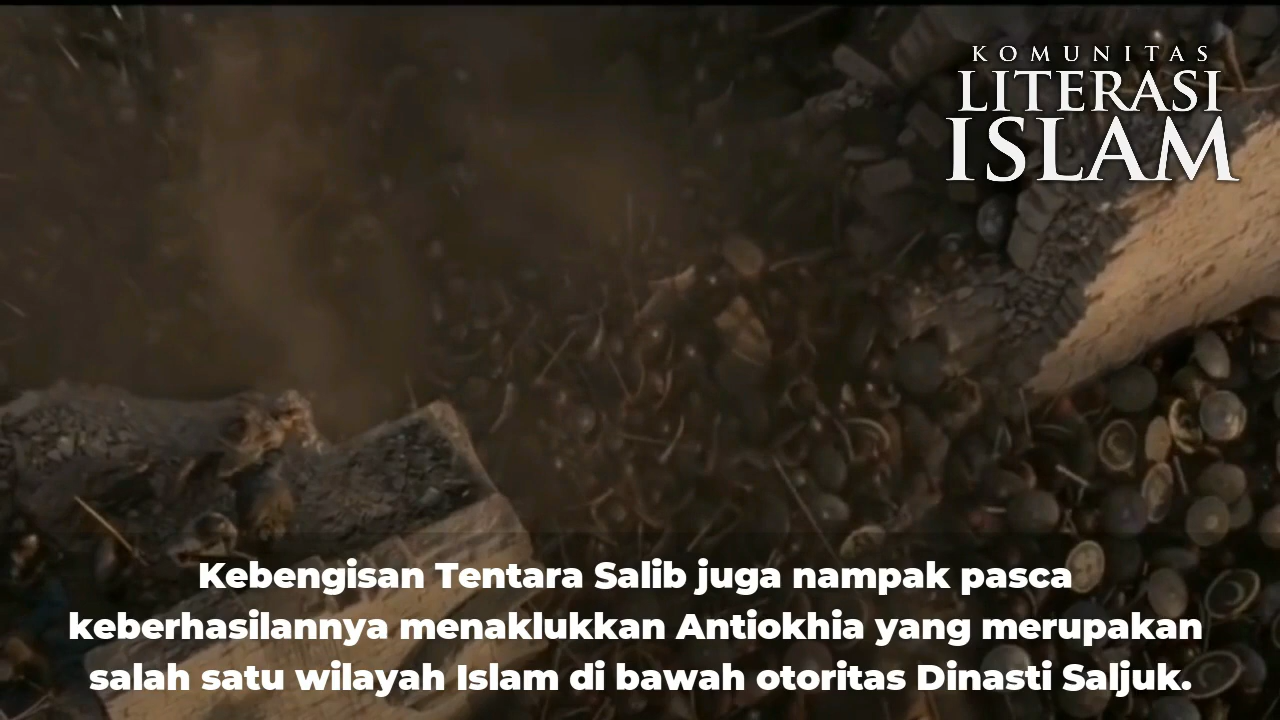 KOMUNITAS
LITERASI
ISLAM
Kebengisan Tentara Salib juga nampak pasca
keberhasilannya menaklukkan Antiokhia yang merupakan
salah satu wilayah Islam di bawah otoritas Dinasti Saljuk.